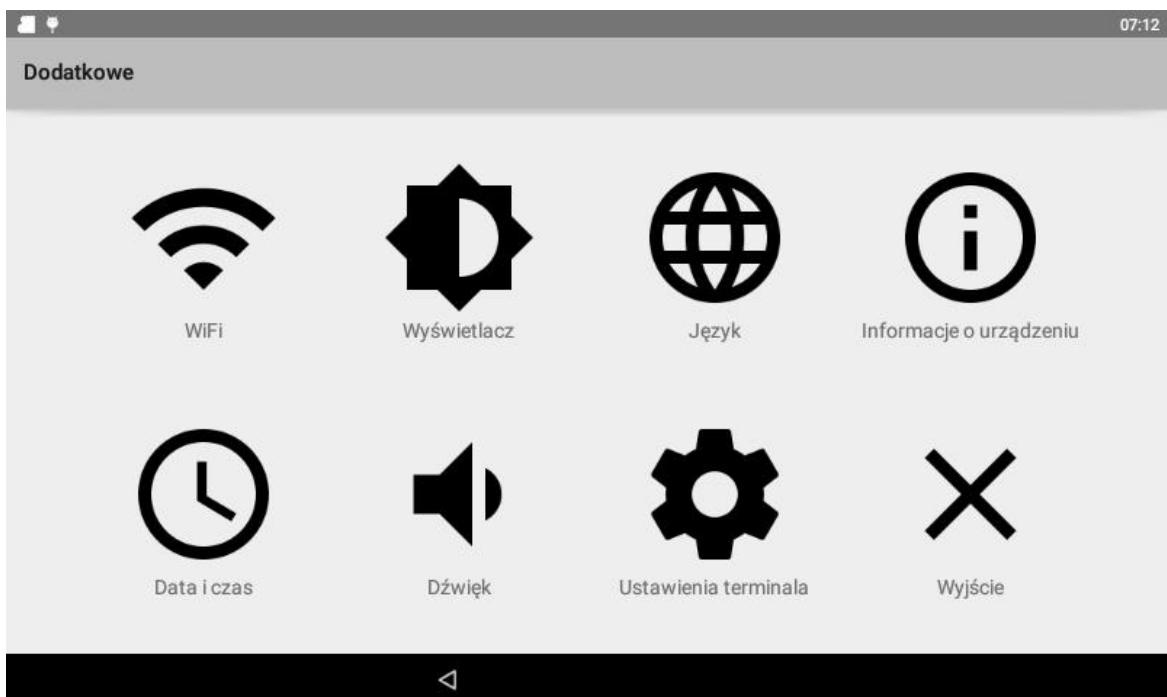 07:12
Dodatkowe
WiFi
Wyświetlacz
Język
Informacje o urządzeniu
Data i czas
Dźwięk
Ustawienia terminala
Wyjście